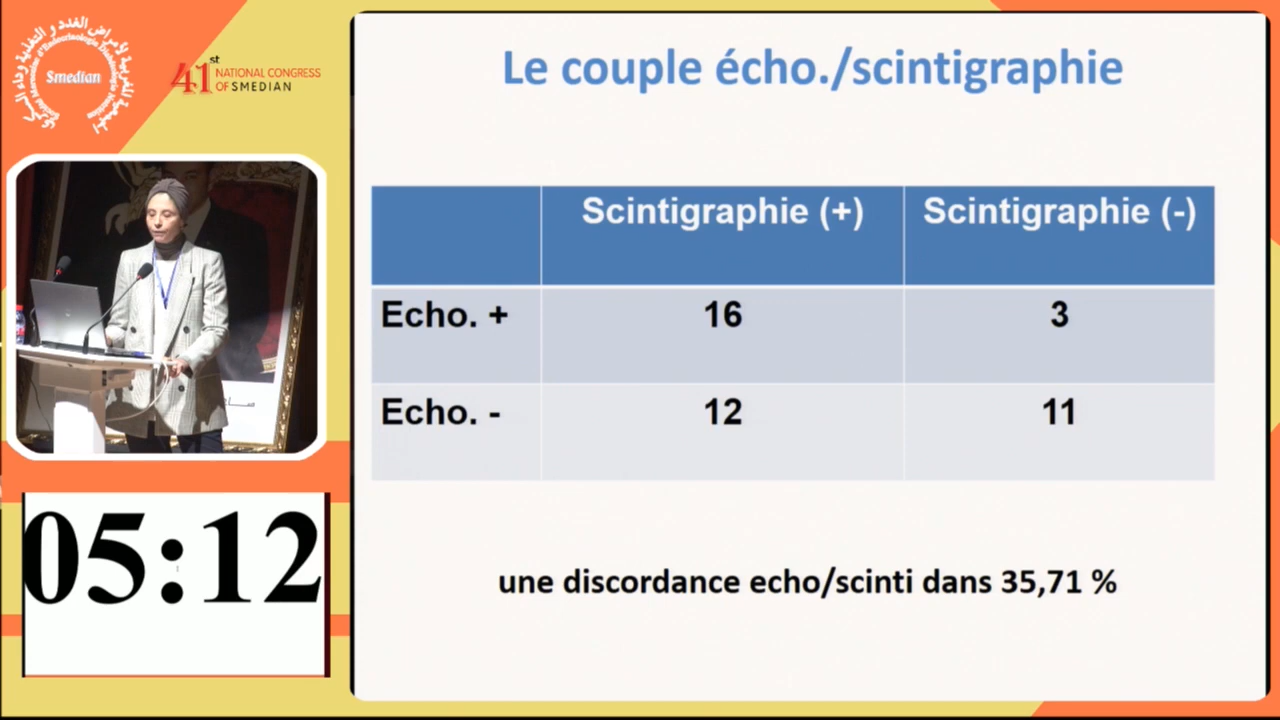 Smedian
41st NATIONAL CONGRESS
OF SMEDIAN
05:12
Le couple écho./scintigraphie
Scintigraphie (+) Scintigraphie (-)
Echo. + 16 3
Echo. - 12 11
une discordance echo/scinti dans 35,71 %